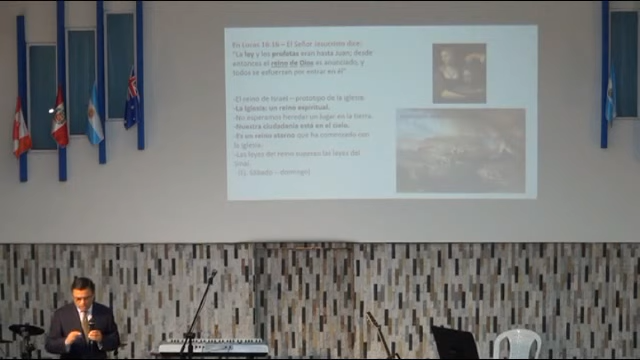 En Lucas 16:16 – El Señor Jesucristo dice:
"La ley y los profetas eran hasta Juan; desde
entonces el reino de Dios es anunciado, y
todos se esfuerzan por entrar en él"
-El reino de Israel – prototipo de la iglesia.
-La iglesia: un reino espiritual.
-No esperamos heredar un lugar en la tierra.
-Nuestra ciudadanía está en el cielo.
-Es un reino eterno que ha comenzado con
la iglesia.
-Las leyes del reino superan las leyes del
Sinaí.
(Ej. Sábado – domingo)